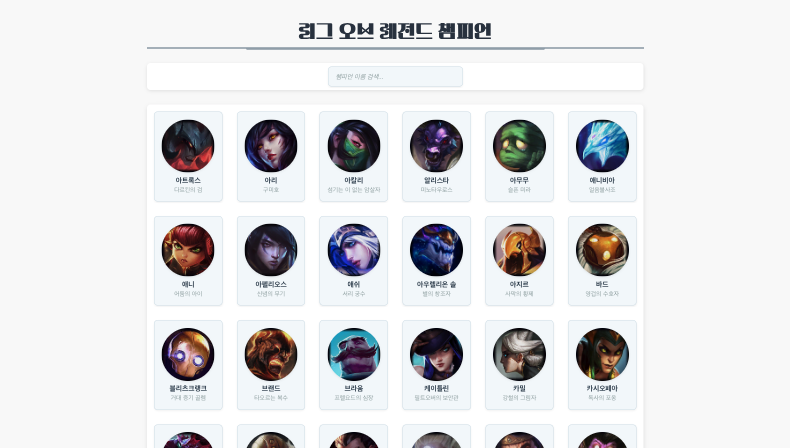 리그 오브 레전드 챔피언
챔피언 이름 검색...
아트록스
다르킨의 검
아리
구미호
아칼리
섬기는 이 없는 암살자
알리스타
미노타우로스
아무무
슬픈 미라
애니비아
얼음불사조
애니
어둠의 아이
아펠리오스
신념의 무기
애쉬
서리 궁수
아우렐리온 솔
별의 창조자
아지르
사막의 황제
바드
영겁의 수호자
블리츠크랭크
거대 증기 골렘
브랜드
타오르는 복수
브라움
프렐요드의 심장
케이틀린
필트오버의 보안관
카밀
강철의 그림자
카시오페아
독사의 포옹